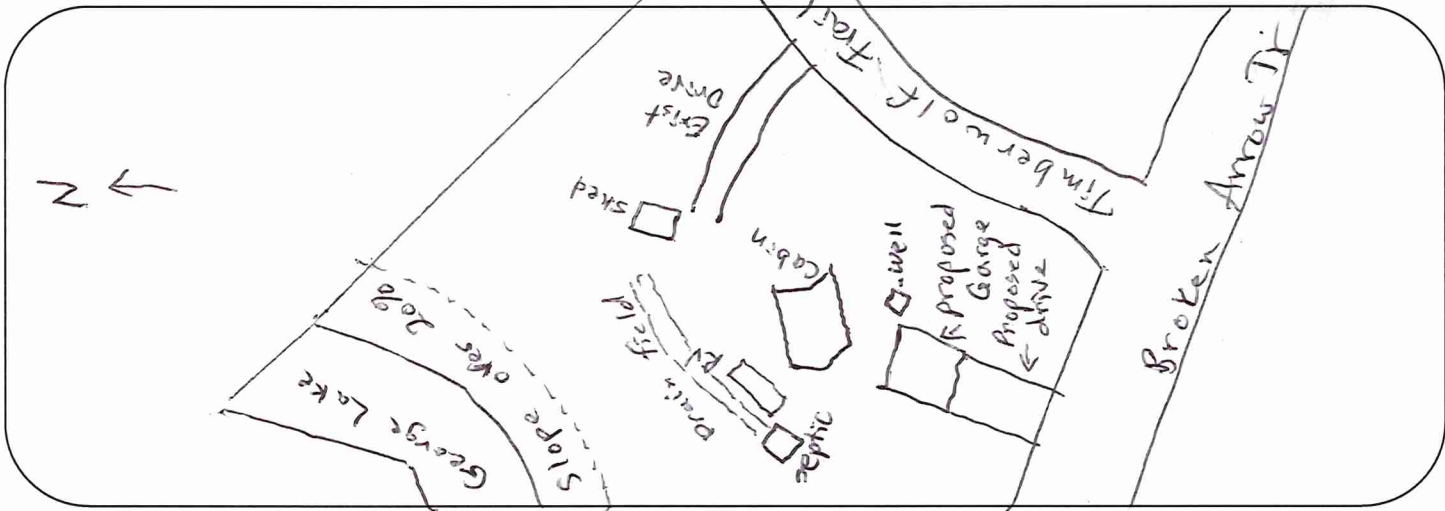 N
Exist
Drive
Timberwolf Trail
Broken Arrow Tr
Shed
Cabin
well
proposed
Garge
proposed
drive
Drain field
RV
septic
Slope over 20%
George Lake